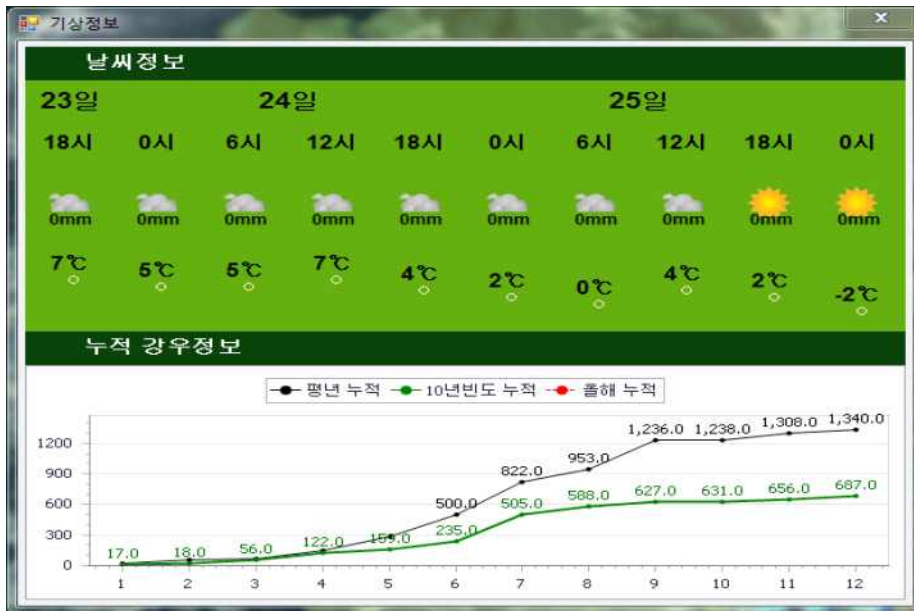 기상정보
날씨정보
23일 24일 25일
18시 0시 6시 12시 18시 0시 6시 12시 18시 0시
0mm 0mm 0mm 0mm 0mm 0mm 0mm 0mm 0mm 0mm
7℃ 5℃ 5℃ 7℃ 4℃ 2℃ 0℃ 4℃ 2℃ -2℃
누적 강우정보
평년 누적 10년빈도 누적 올해 누적
1,236.0 1,238.0 1,308.0 1,340.0
1200
900
822.0 953.0
600
500.0 505.0 588.0 627.0 631.0 656.0 687.0
300
17.0 18.0 56.0 122.0 159.0 235.0
0
1 2 3 4 5 6 7 8 9 10 11 12